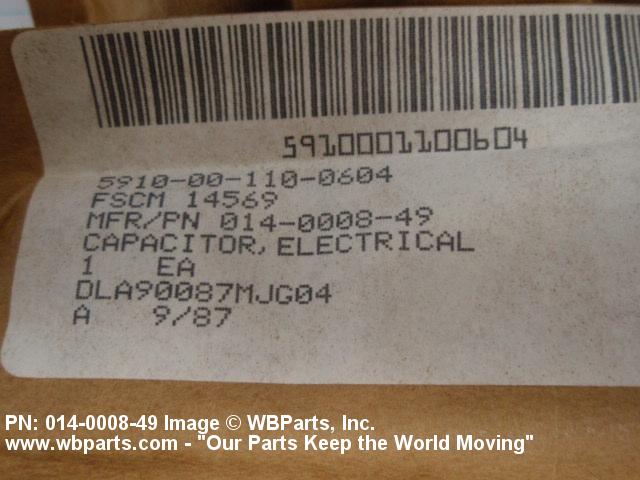 5910001100604
5910-00-110-0604
FSCM 14569
MFR/PN 014-0008-49
CAPACITOR, ELECTRICAL
1 EA
DLA90087MJG04
A 9/87
PN: 014-0008-49 Image © WBParts, Inc.
www.wbparts.com - "Our Parts Keep the World Moving"